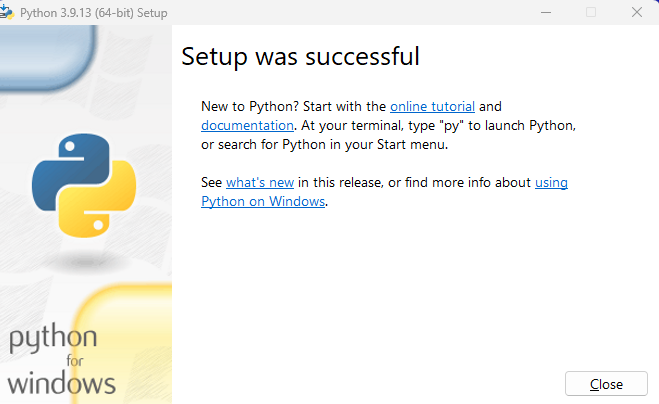 Python 3.9.13 (64-bit) Setup
Setup was successful
New to Python? Start with the online tutorial and
documentation. At your terminal, type "py" to launch Python,
or search for Python in your Start menu.
See what's new in this release, or find more info about using
Python on Windows.
python
for
windows
Close